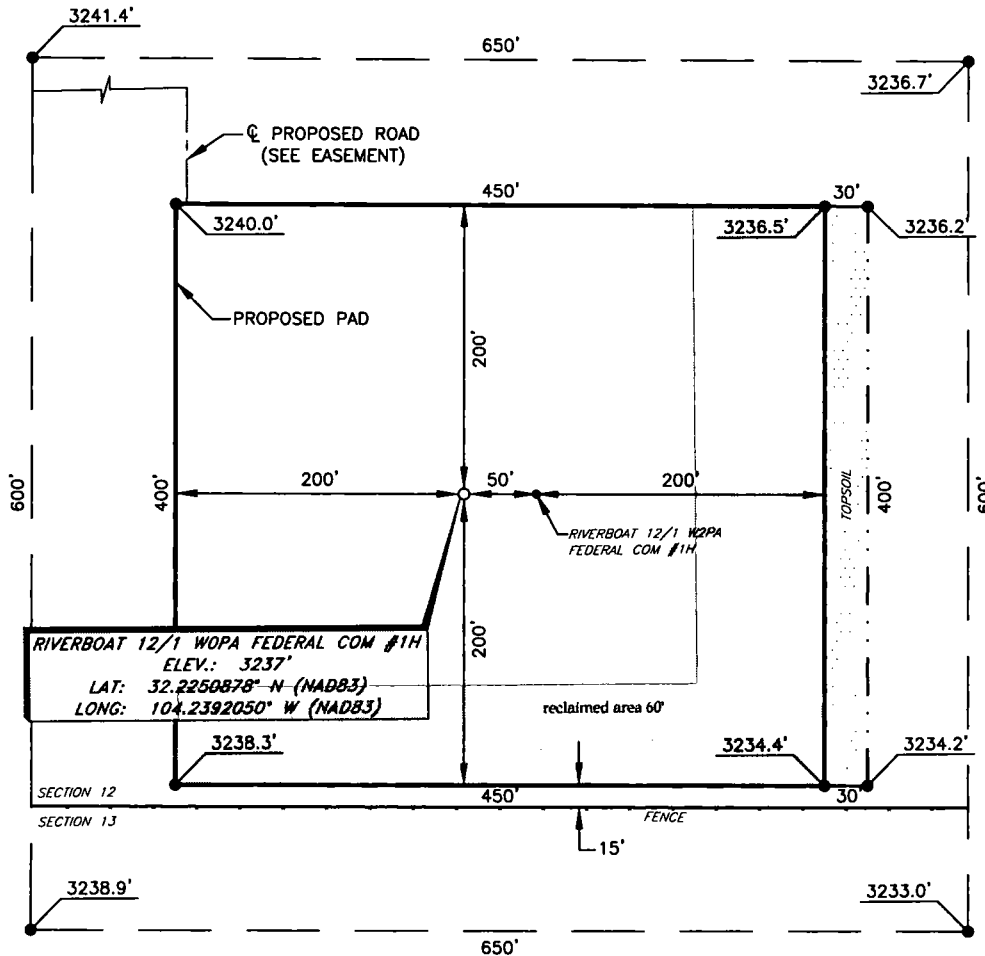 3241.4'
650'
3236.7'
℄ PROPOSED ROAD
(SEE EASEMENT)
450'
30'
3240.0'
3236.5'
3236.2'
PROPOSED PAD
200'
600'
400'
200'
50'
200'
TOPSOIL
400'
600'
RIVERBOAT 12/1 W2PA
FEDERAL COM #1H
200'
RIVERBOAT 12/1 WOPA FEDERAL COM #1H
ELEV.: 3237'
LAT: 32.2250878° N (NAD83)
LONG: 104.2392050° W (NAD83)
reclaimed area 60'
3238.3'
3234.4'
3234.2'
SECTION 12
450'
30'
SECTION 13
FENCE
15'
3238.9'
3233.0'
650'